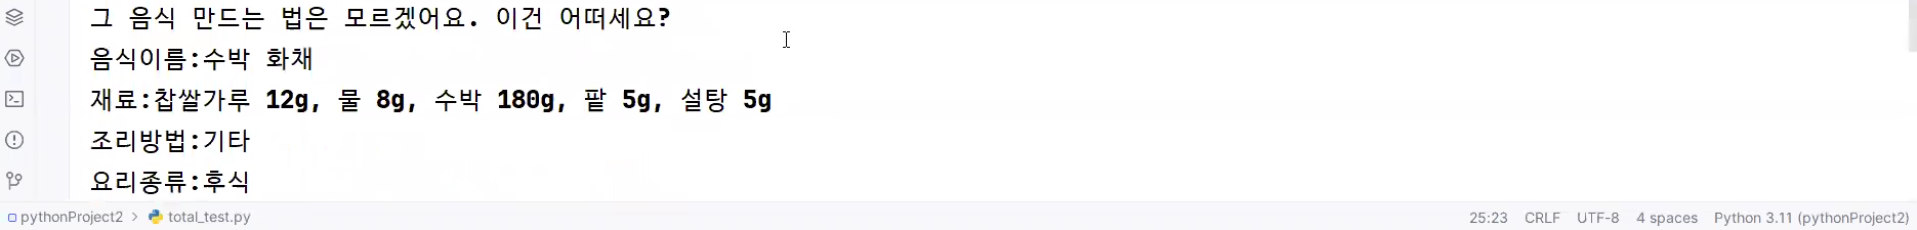 그 음식 만드는 법은 모르겠어요. 이건 어떠세요?
음식이름:수박 화채
재료:찹쌀가루 12g, 물 8g, 수박 180g, 팥 5g, 설탕 5g
조리방법:기타
요리종류:후식
pythonProject2 > total_test.py 25:23 CRLF UTF-8 4 spaces Python 3.11 (pythonProject2)